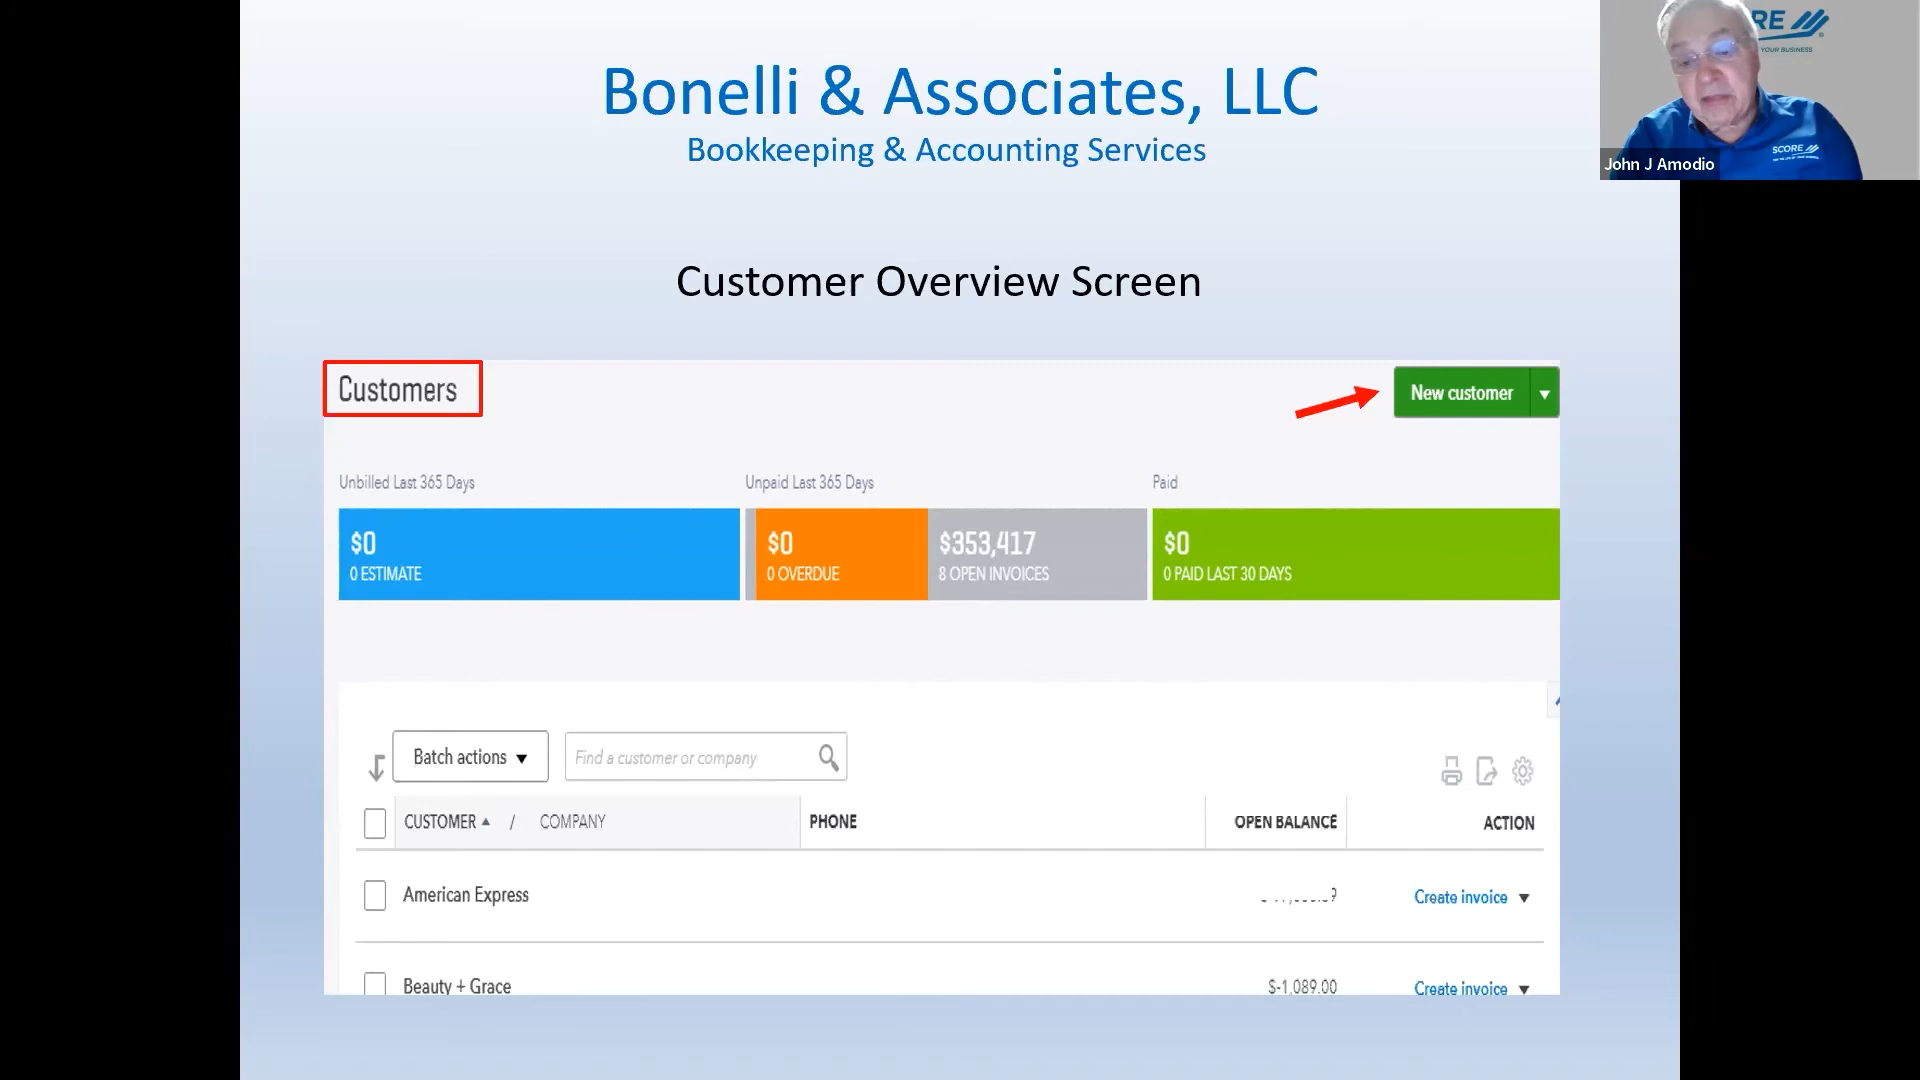 Bonelli & Associates, LLC
Bookkeeping & Accounting Services
RE
YOUR BUSINESS
SCORE
John J Amodio
Customer Overview Screen
Customers
New customer
Unbilled Last 365 Days
Unpaid Last 365 Days
Paid
$0
0 ESTIMATE
$0
0 OVERDUE
$353,417
8 OPEN INVOICES
$0
0 PAID LAST 30 DAYS
Batch actions
Find a customer or company
CUSTOMER / COMPANY
PHONE
OPEN BALANCE
ACTION
American Express
Create invoice
Beauty + Grace
$-1,089.00
Create invoice